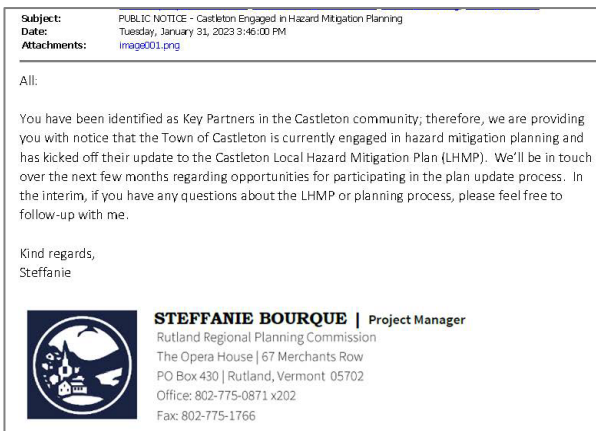 Subject: PUBLIC NOTICE - Castleton Engaged in Hazard Mitigation Planning
Date: Tuesday, January 31, 2023 3:46:00 PM
Attachments: image001.png
All:
You have been identified as Key Partners in the Castleton community; therefore, we are providing
you with notice that the Town of Castleton is currently engaged in hazard mitigation planning and
has kicked off their update to the Castleton Local Hazard Mitigation Plan (LHMP). We'll be in touch
over the next few months regarding opportunities for participating in the plan update process. In
the interim, if you have any questions about the LHMP or planning process, please feel free to
follow-up with me.
Kind regards,
Steffanie
STEFFANIE BOURQUE | Project Manager
Rutland Regional Planning Commission
The Opera House | 67 Merchants Row
PO Box 430 | Rutland, Vermont 05702
Office: 802-775-0871 x202
Fax: 802-775-1766